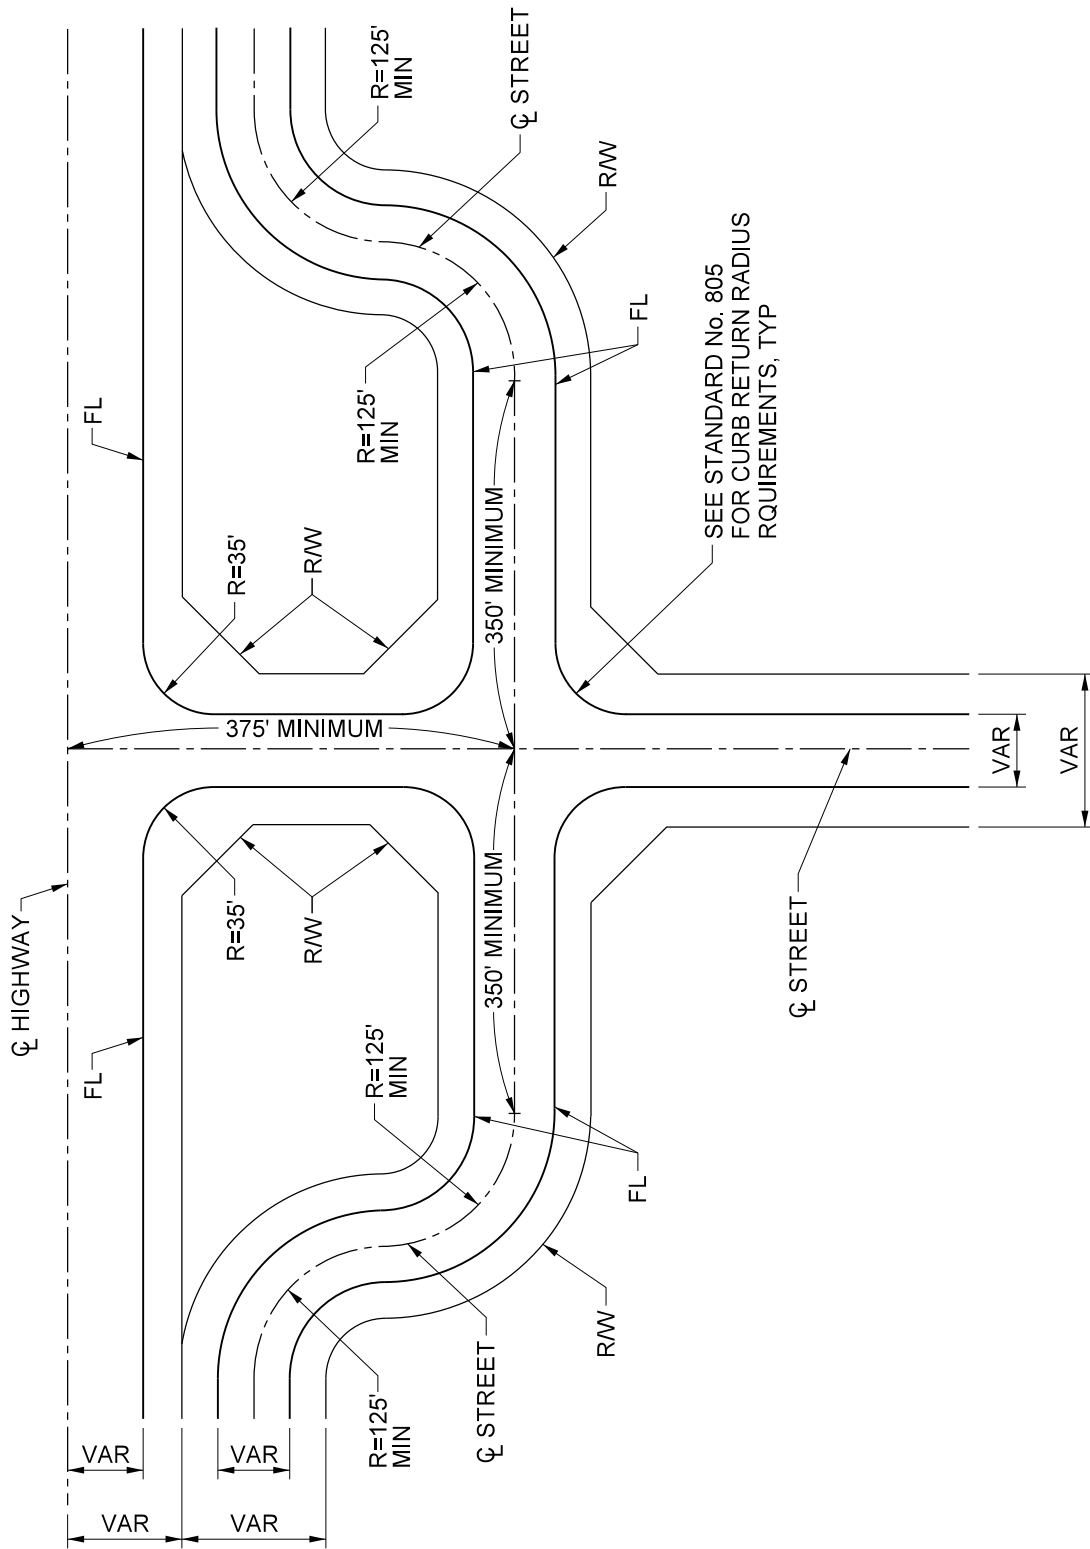 R=125'
MIN
℄ STREET
R/W
SEE STANDARD No. 805
FOR CURB RETURN RADIUS
RQUIREMENTS, TYP
FL
R=125'
MIN
FL
R=35'
R/W
350' MINIMUM
375' MINIMUM
VAR
VAR
℄ HIGHWAY
R=35'
R/W
350' MINIMUM
℄ STREET
FL
R=125'
MIN
FL
R/W
℄ STREET
R=125'
MIN
VAR
VAR
VAR
VAR